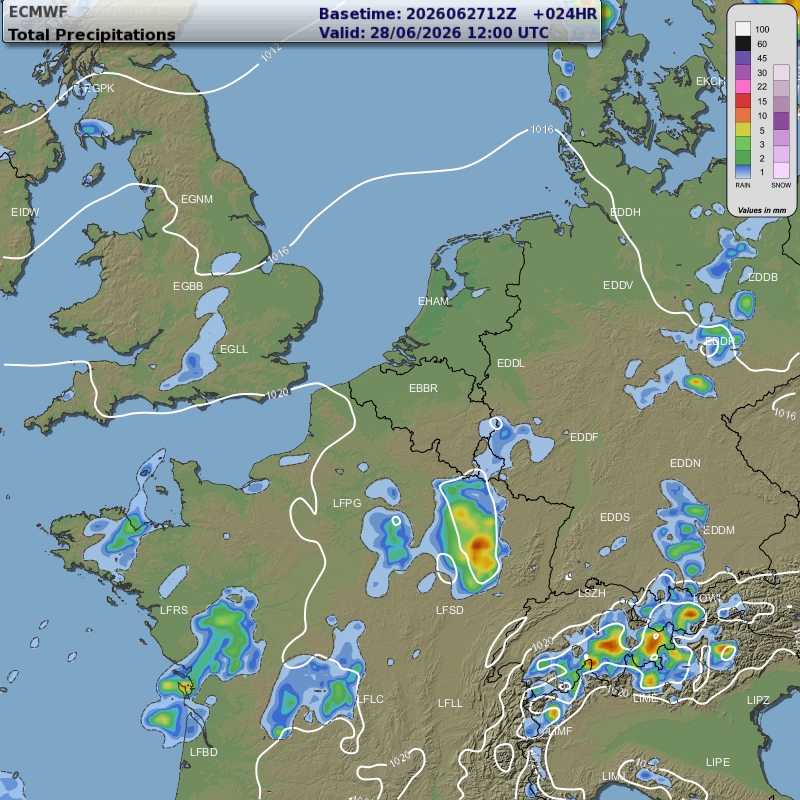 ECMWF
Basetime: 2026062712Z +024HR
Total Precipitations
Valid: 28/06/2026 12:00 UTC
100
60
45
30
22
15
10
5
3
2
1
RAIN
SNOW
Values in mm
1012
EGPK
EKCH
1016
EIDW
EGNM
EDDH
1016
EGBB
EDDV
EDDB
EHAM
EGLL
EDDP
EDDL
EBBR
1020
1016
EDDF
EDDN
LFPG
EDDS
EDDM
LFRS
LFSD
LSZH
LOWI
1020
LFLC
LFLL
1020
LIME
LIPZ
LIMF
LFBD
1020
LIPE
LIMJ